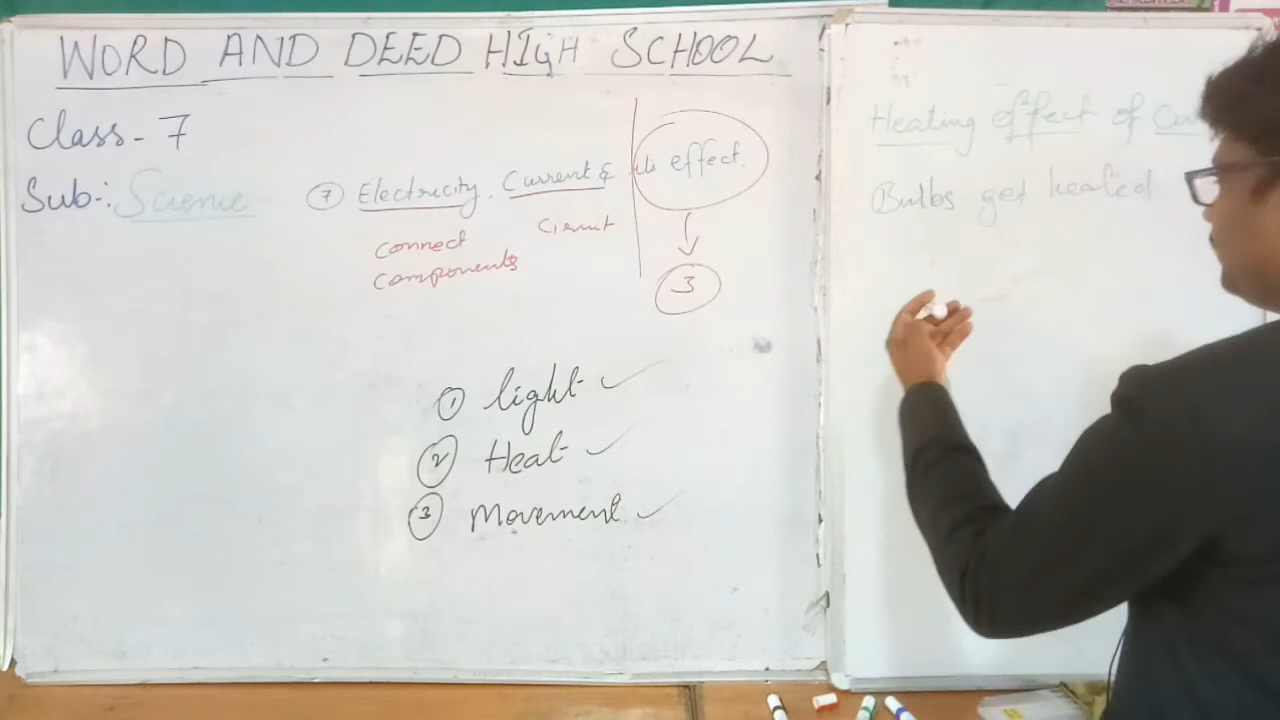 WORD AND DEED HIGH SCHOOL
Class - 7
Sub-: Science
7 Electricity. Current & its effect.
connect
components
Circuit
3
1 light ✓
2 Heat ✓
3 Movement ✓
Heating effect of
Bulbs get heated